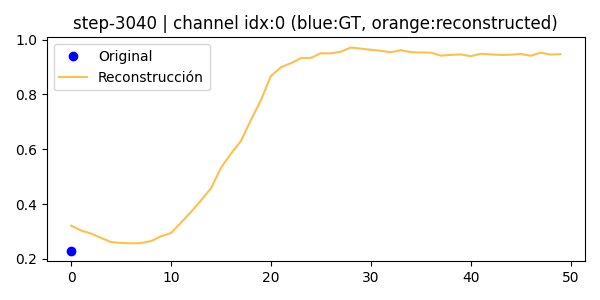 step-3040 | channel idx:0 (blue:GT, orange:reconstructed)
Original
Reconstrucción
1.0
0.8
0.6
0.4
0.2
0 10 20 30 40 50